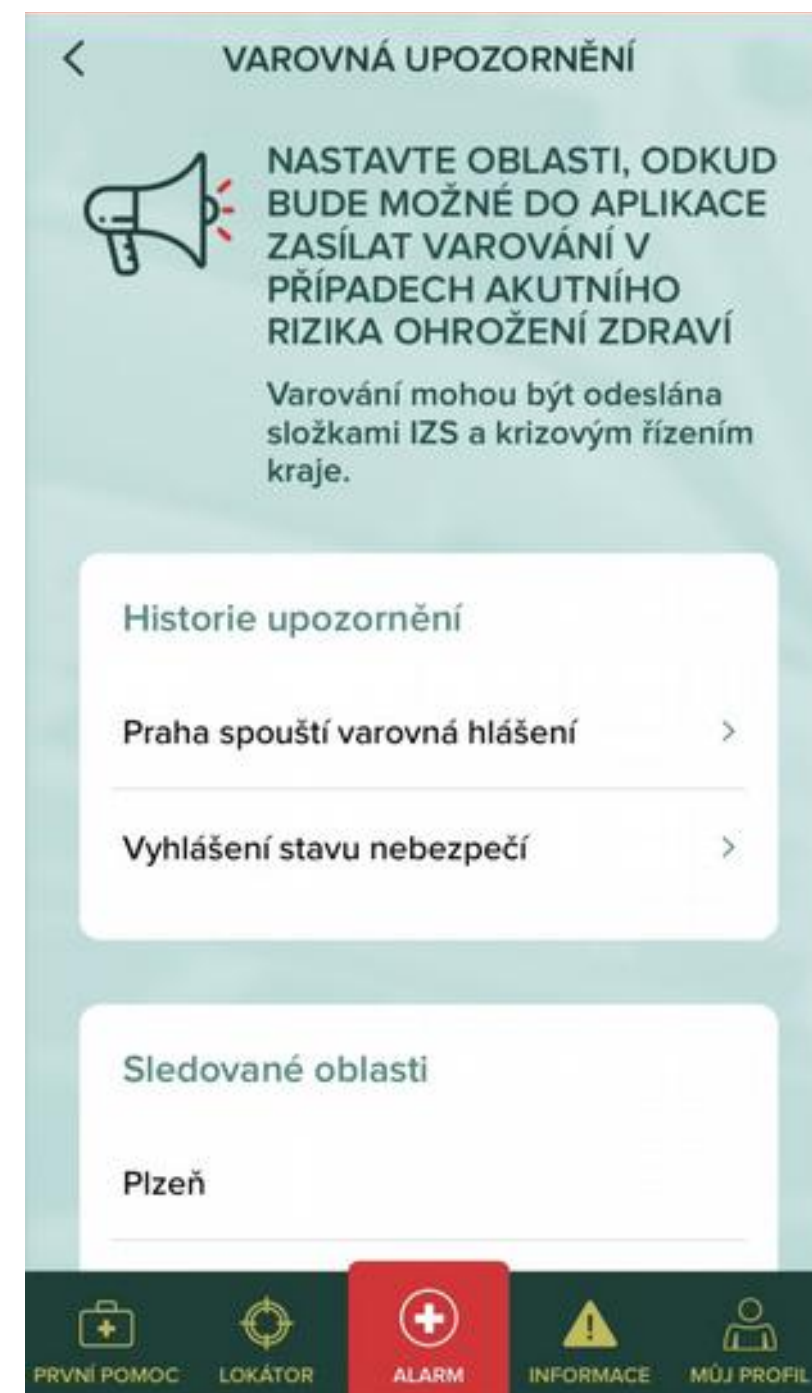 VAROVNÁ UPOZORNĚNÍ
NASTAVTE OBLASTI, ODKUD
BUDE MOŽNÉ DO APLIKACE
ZASÍLAT VAROVÁNÍ V
PŘÍPADECH AKUTNÍHO
RIZIKA OHROŽENÍ ZDRAVÍ
Varování mohou být odeslána
složkami IZS a krizovým řízením
kraje.
Historie upozornění
Praha spouští varovná hlášení
Vyhlášení stavu nebezpečí
Sledované oblasti
Plzeň
PRVNÍ POMOC LOKÁTOR ALARM INFORMACE MŮJ PROFIL